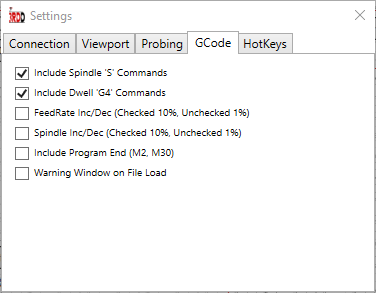 3RDD
Settings
Connection Viewport Probing GCode HotKeys
Include Spindle 'S' Commands
Include Dwell 'G4' Commands
FeedRate Inc/Dec (Checked 10%, Unchecked 1%)
Spindle Inc/Dec (Checked 10%, Unchecked 1%)
Include Program End (M2, M30)
Warning Window on File Load